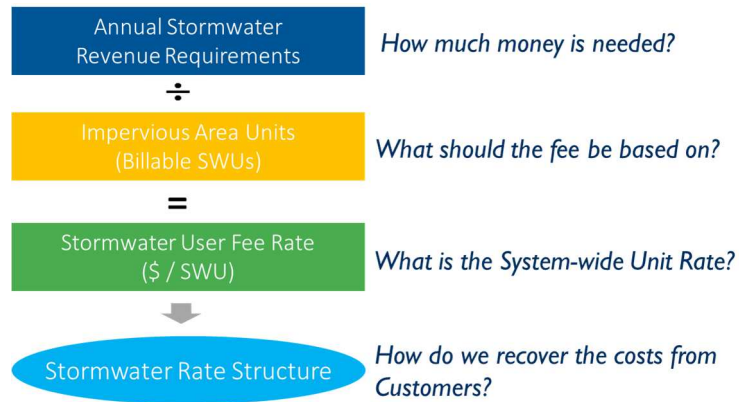 Annual Stormwater
Revenue Requirements
How much money is needed?
÷
Impervious Area Units
(Billable SWUs)
What should the fee be based on?
=
Stormwater User Fee Rate
($ / SWU)
What is the System-wide Unit Rate?
Stormwater Rate Structure
How do we recover the costs from
Customers?